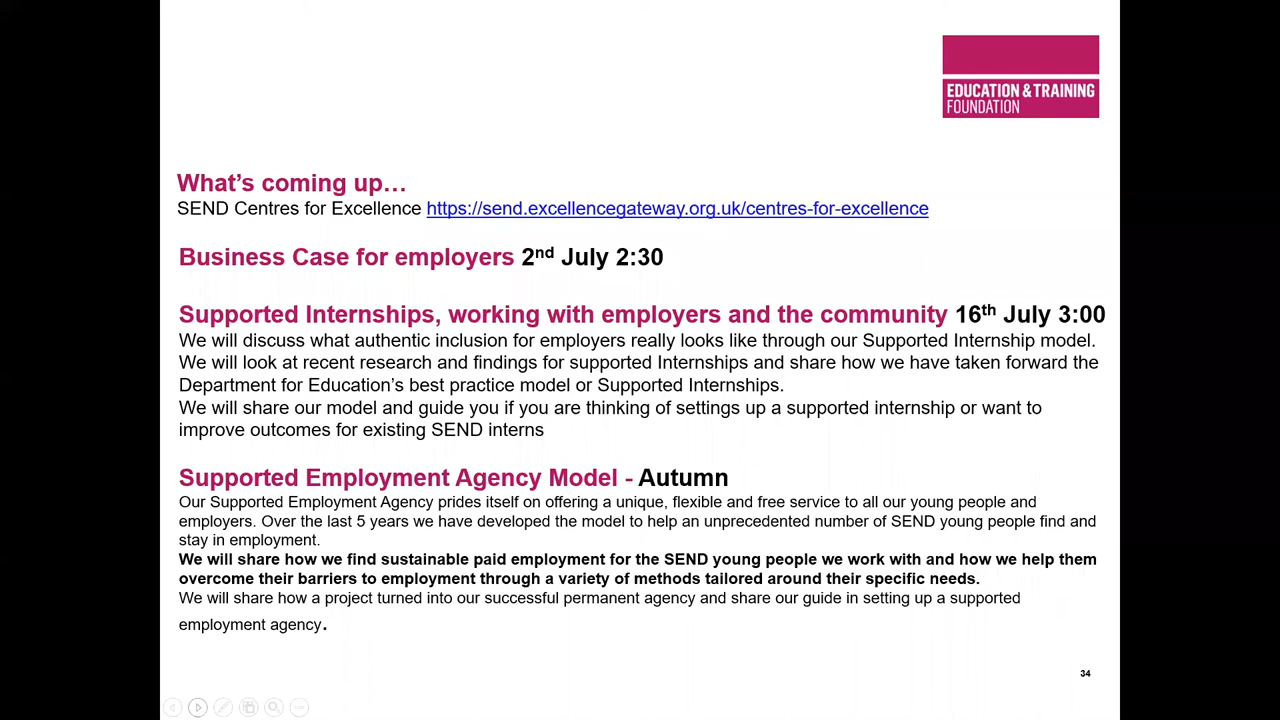 EDUCATION & TRAINING
FOUNDATION
What’s coming up…
SEND Centres for Excellence https://send.excellencegateway.org.uk/centres-for-excellence
Business Case for employers 2nd July 2:30
Supported Internships, working with employers and the community 16th July 3:00
We will discuss what authentic inclusion for employers really looks like through our Supported Internship model.
We will look at recent research and findings for supported Internships and share how we have taken forward the
Department for Education’s best practice model or Supported Internships.
We will share our model and guide you if you are thinking of settings up a supported internship or want to
improve outcomes for existing SEND interns
Supported Employment Agency Model - Autumn
Our Supported Employment Agency prides itself on offering a unique, flexible and free service to all our young people and
employers. Over the last 5 years we have developed the model to help an unprecedented number of SEND young people find and
stay in employment.
We will share how we find sustainable paid employment for the SEND young people we work with and how we help them
overcome their barriers to employment through a variety of methods tailored around their specific needs.
We will share how a project turned into our successful permanent agency and share our guide in setting up a supported
employment agency.
34